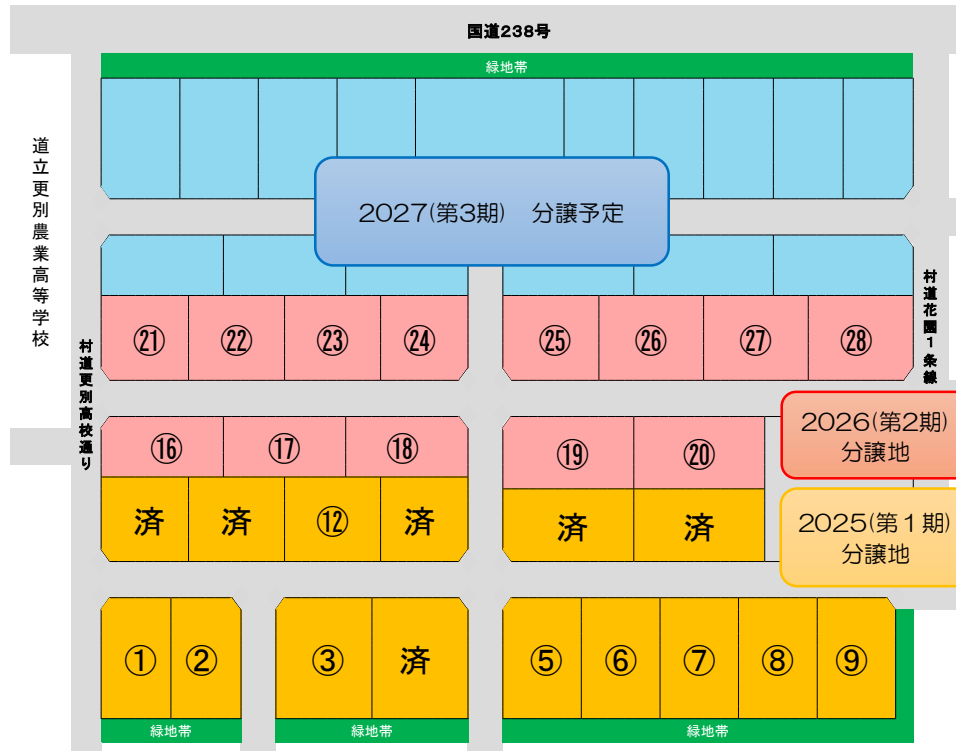 国道238号
緑地帯
道立更別農業高等学校
2027(第3期) 分譲予定
村道花園1条線
村道更別高校通り
㉑ ㉒ ㉓ ㉔ ㉕ ㉖ ㉗ ㉘
⑯ ⑰ ⑱ ⑲ ⑳
2026(第2期)
分譲地
済 済 ⑫ 済 済 済
2025(第1期)
分譲地
① ② ③ 済 ⑤ ⑥ ⑦ ⑧ ⑨
緑地帯 緑地帯 緑地帯